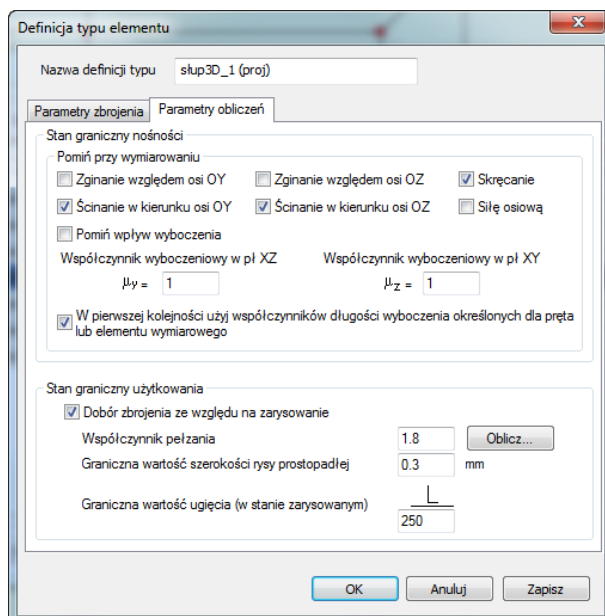 Definicja typu elementu
Nazwa definicji typu słup3D_1 (proj)
Parametry zbrojenia Parametry obliczeń
Stan graniczny nośności
Pomiń przy wymiarowaniu
Zginanie względem osi OY Zginanie względem osi OZ Skręcanie
Ścinanie w kierunku osi OY Ścinanie w kierunku osi OZ Siłę osiową
Pomiń wpływ wyboczenia
Współczynnik wyboczeniowy w pł XZ Współczynnik wyboczeniowy w pł XY
μy = 1 μz = 1
W pierwszej kolejności użyj współczynników długości wyboczenia określonych dla pręta
lub elementu wymiarowego
Stan graniczny użytkowania
Dobór zbrojenia ze względu na zarysowanie
Współczynnik pełzania 1.8 Oblicz...
Graniczna wartość szerokości rysy prostopadłej 0.3 mm
L
Graniczna wartość ugięcia (w stanie zarysowanym)
250
OK Anuluj Zapisz